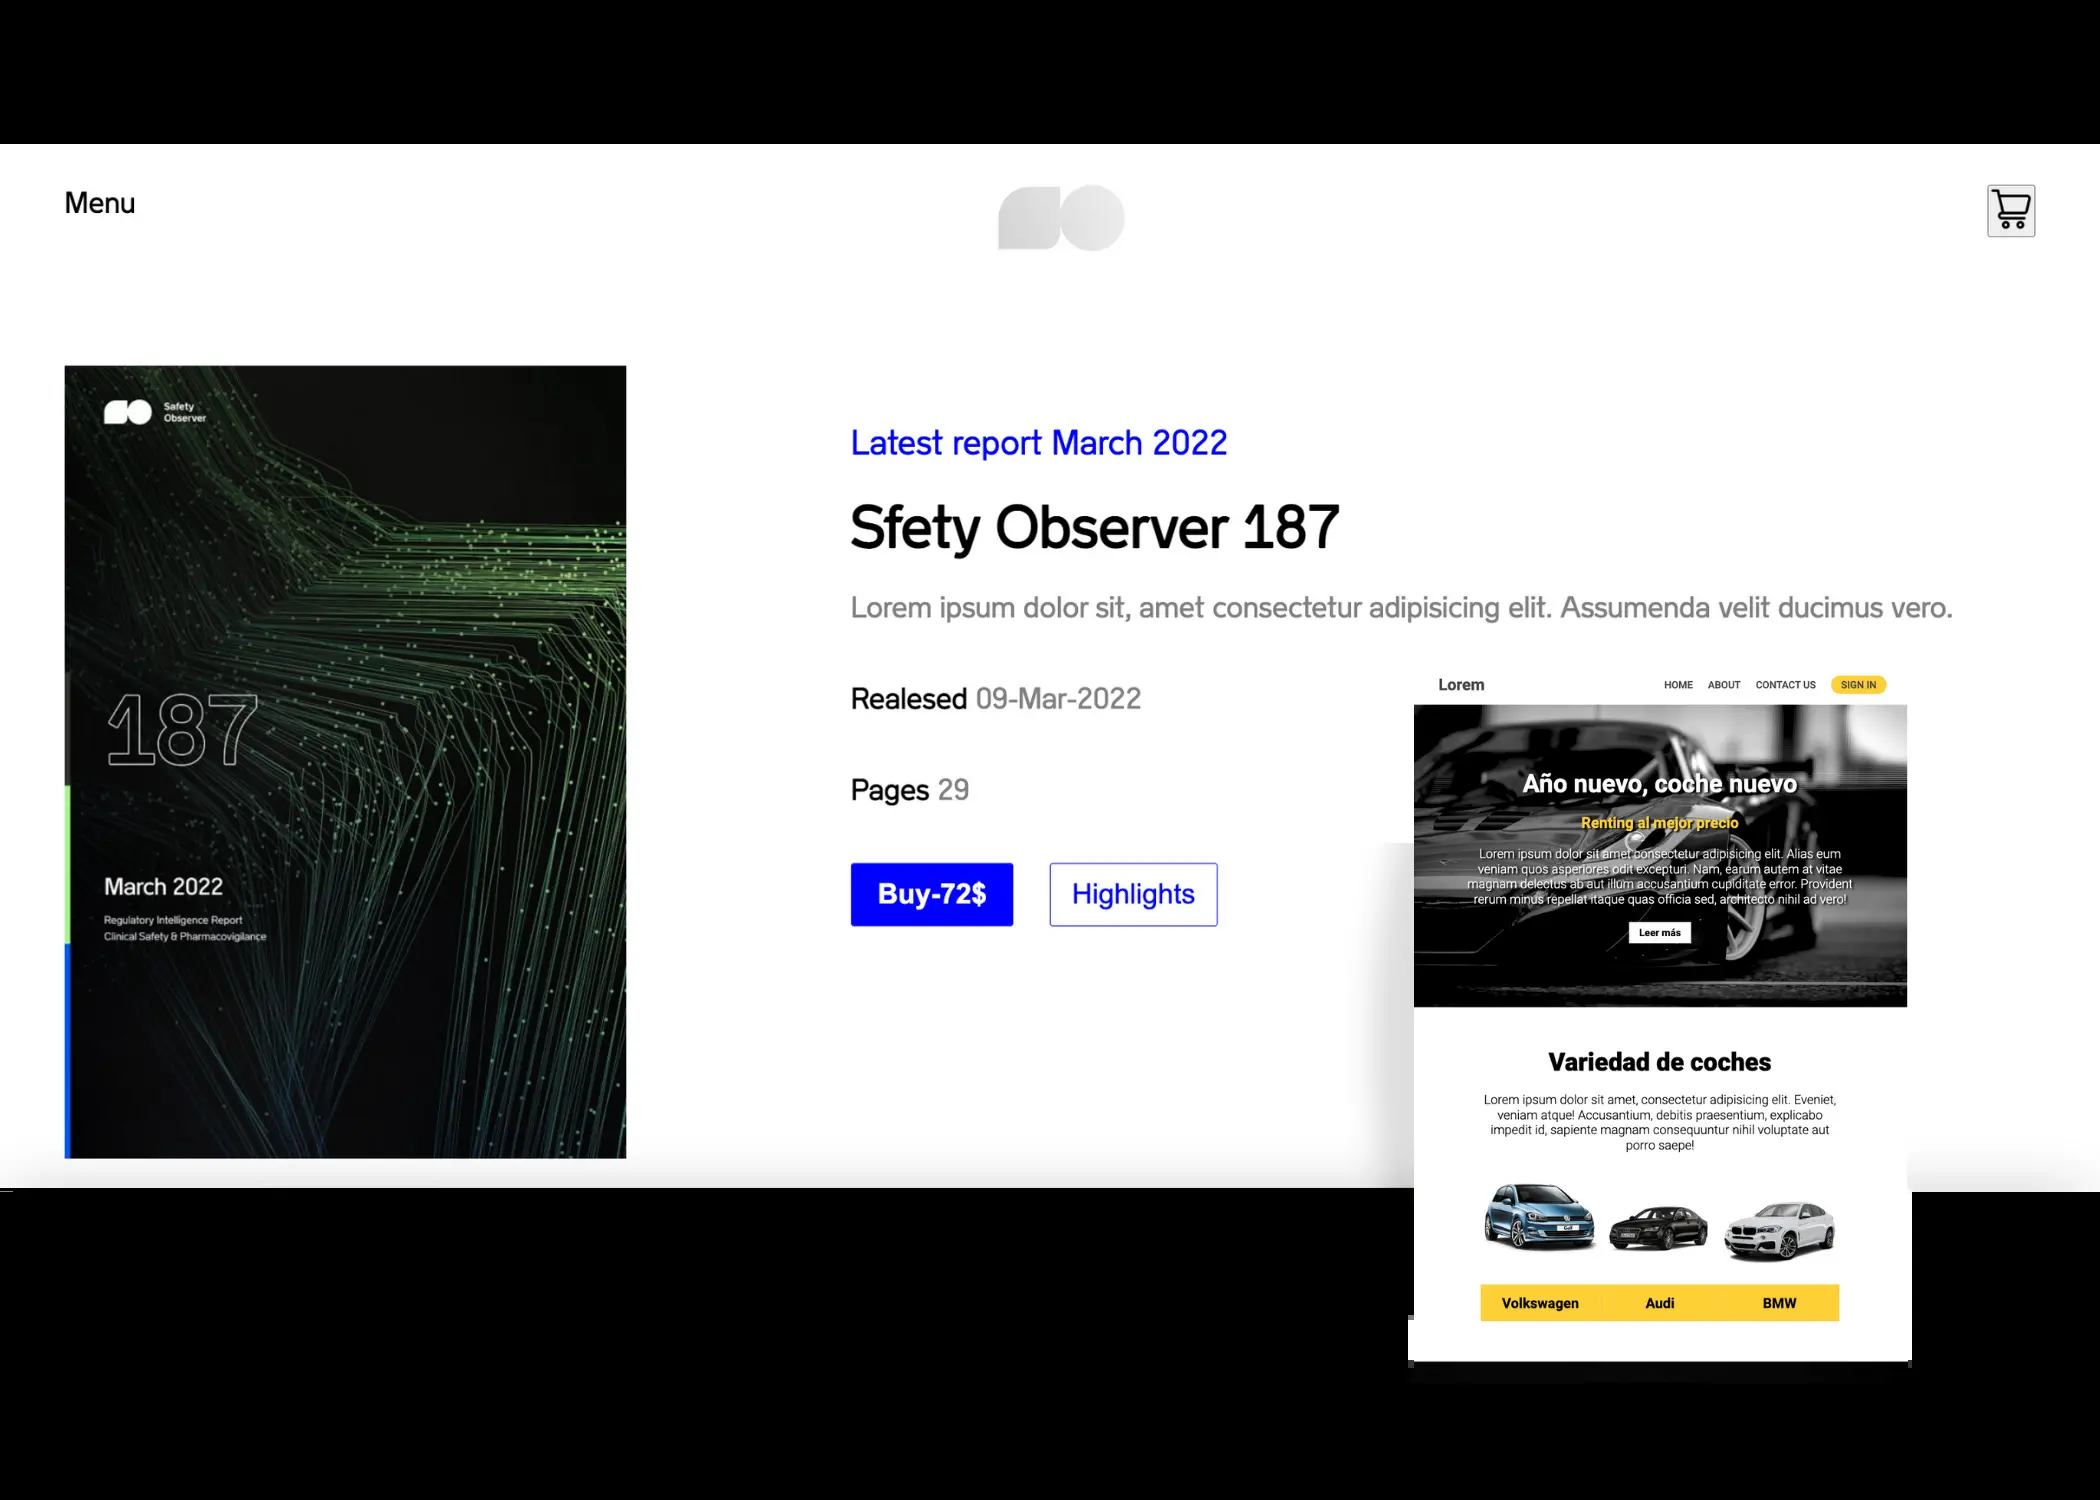 Menu
Safety
Observer
187
March 2022
Regulatory Intelligence Report
Clinical Safety & Pharmacovigilance
Latest report March 2022
Sfety Observer 187
Lorem ipsum dolor sit, amet consectetur adipisicing elit. Assumenda velit ducimus vero.
Realesed 09-Mar-2022
Pages 29
Buy-72$ Highlights
Lorem HOME ABOUT CONTACT US SIGN IN
Año nuevo, coche nuevo
Renting al mejor precio
Lorem ipsum dolor sit amet consectetur adipisicing elit. Alias eum
veniam quos asperiores odit excepturi. Nam, earum autem at vitae
magnam delectus ab aut illum accusantium cupiditate error. Provident
rerum minus repellat itaque quas officia sed, architecto nihil ad vero!
Leer más
Variedad de coches
Lorem ipsum dolor sit amet, consectetur adipisicing elit. Eveniet,
veniam atque! Accusantium, debitis praesentium, explicabo
impedit id, sapiente magnam consequuntur nihil voluptate aut
porro saepe!
Volkswagen Audi BMW